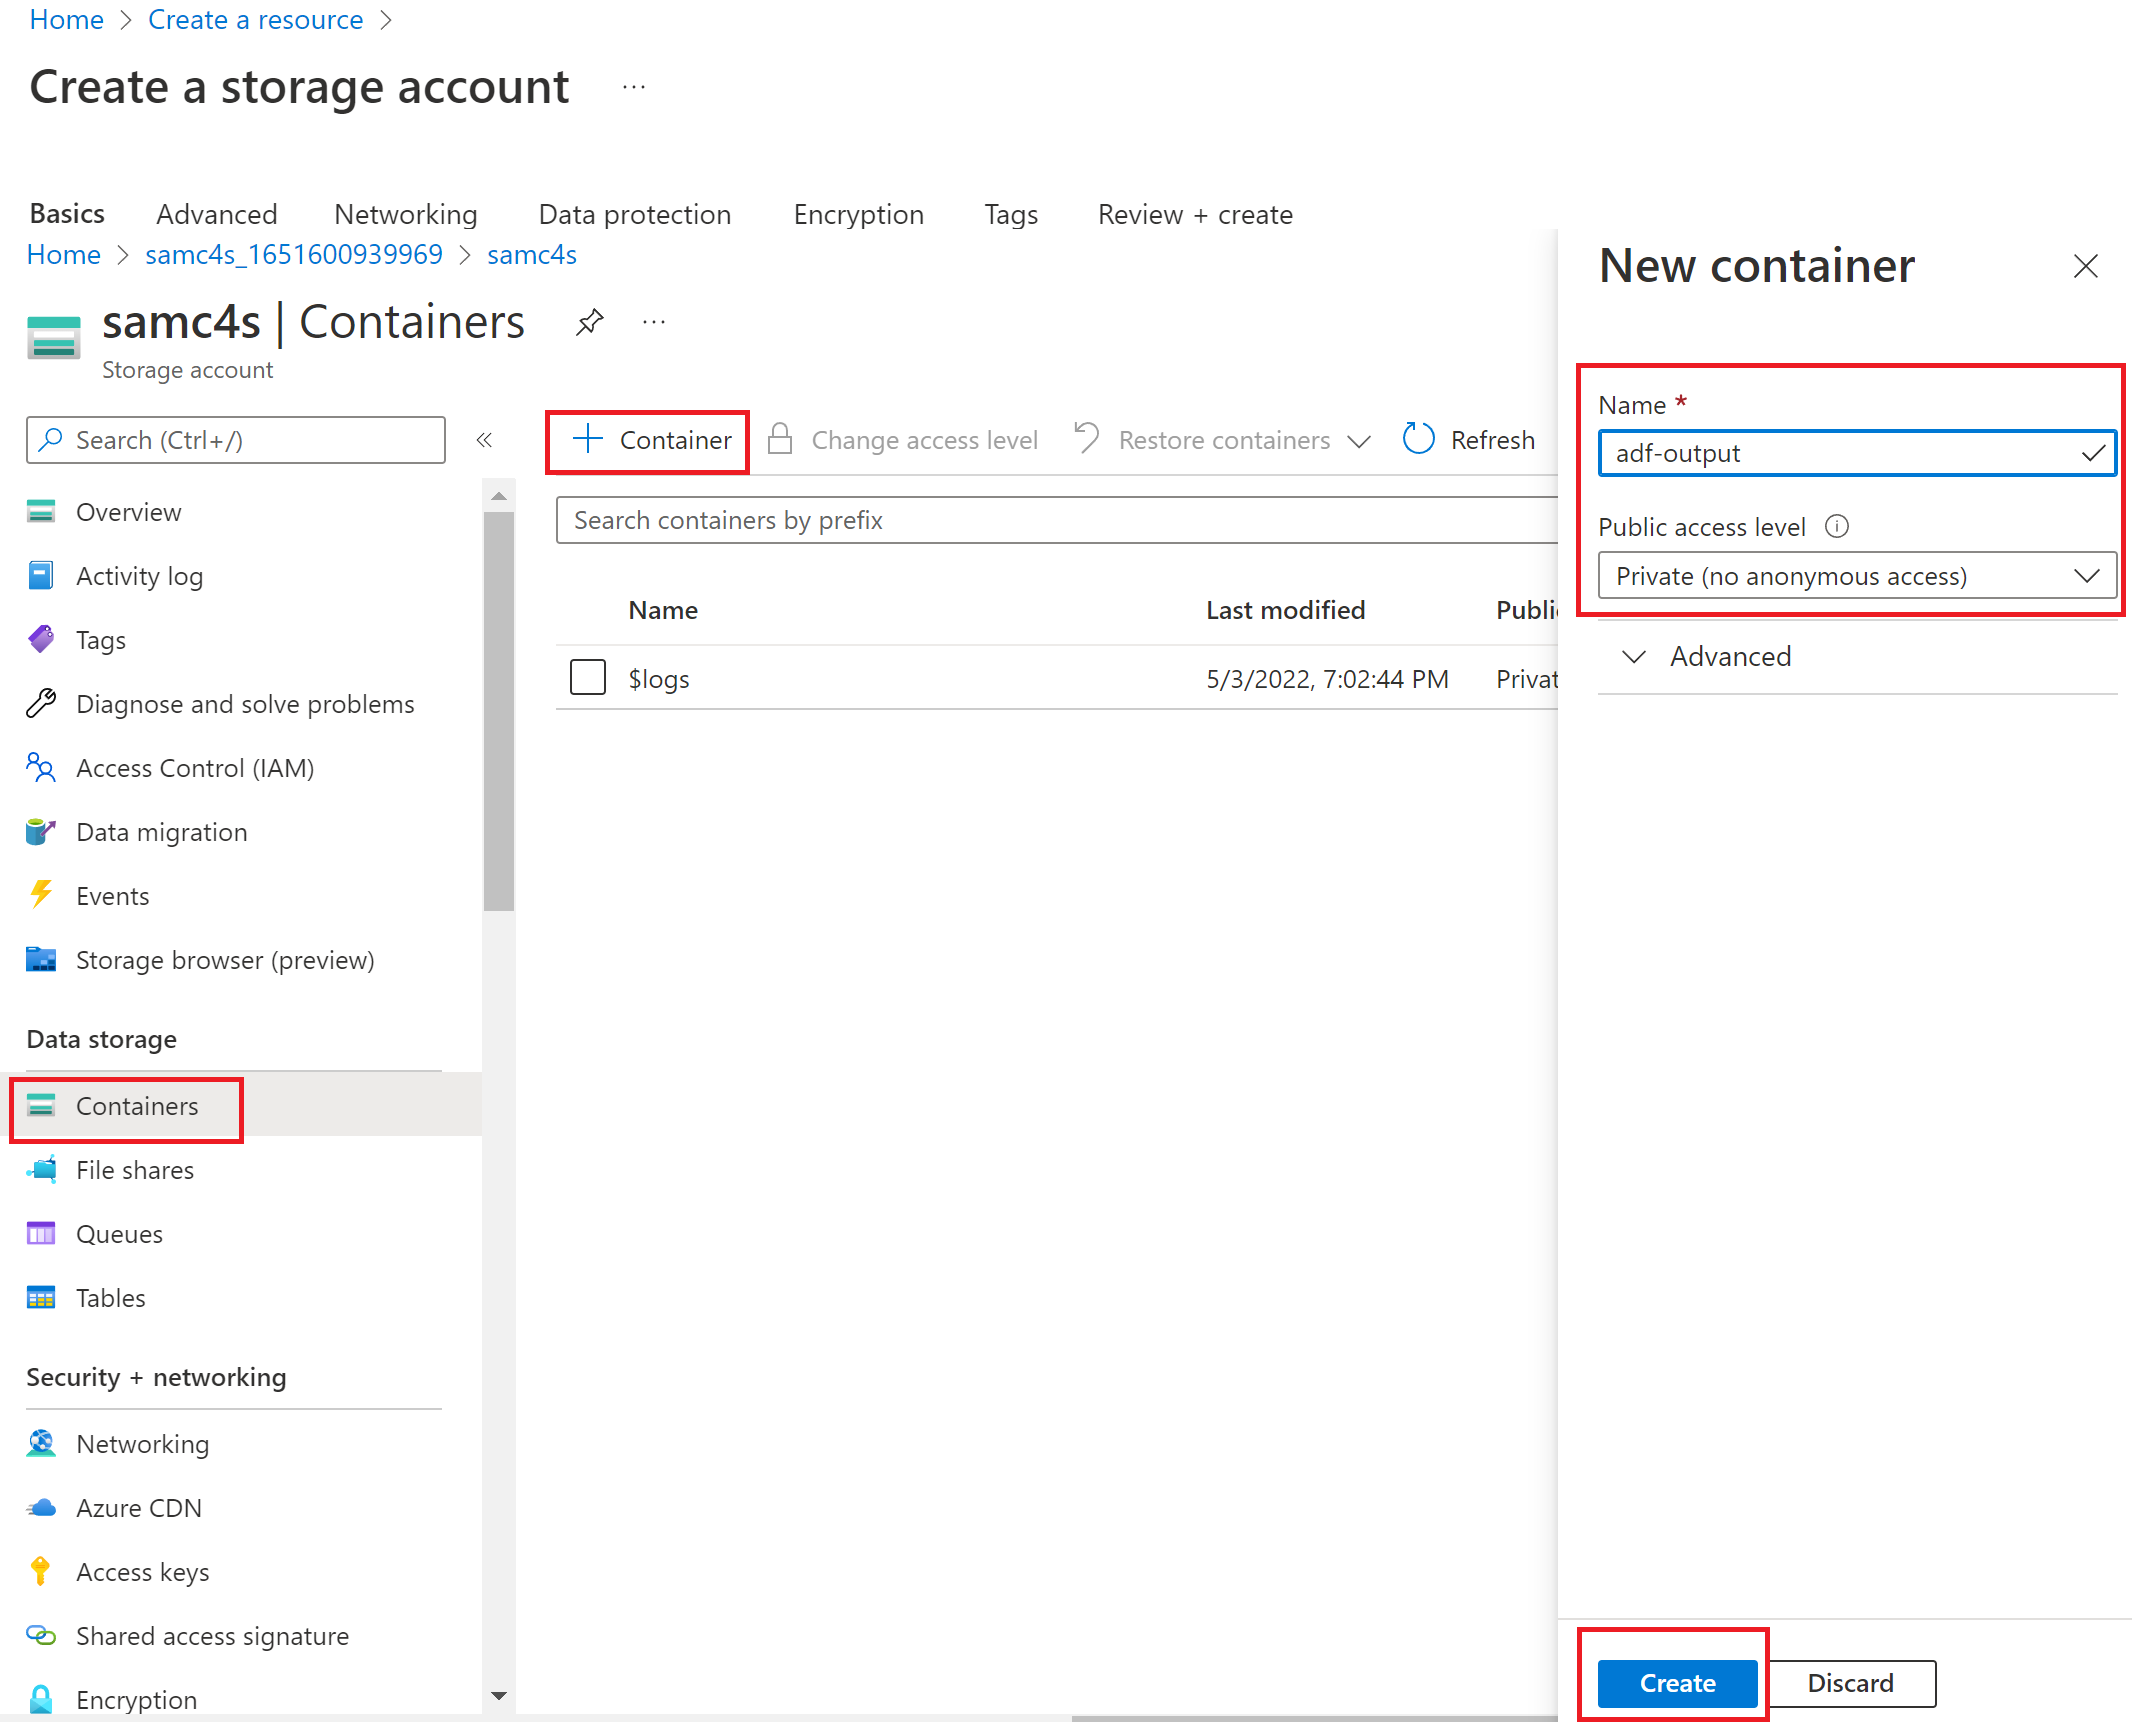 Home > Create a resource >
Create a storage account ...
Basics Advanced Networking Data protection Encryption Tags Review + create
Home > samc4s_1651600939969 > samc4s
samc4s | Containers ...
Storage account
Search (Ctrl+/)
«
Overview
Activity log
Tags
Diagnose and solve problems
Access Control (IAM)
Data migration
Events
Storage browser (preview)
Data storage
Containers
File shares
Queues
Tables
Security + networking
Networking
Azure CDN
Access keys
Shared access signature
Encryption
+ Container Change access level Restore containers Refresh
Search containers by prefix
Name Last modified
$logs 5/3/2022, 7:02:44 PM
New container
Name *
adf-output
Public access level
Private (no anonymous access)
Advanced
Create Discard